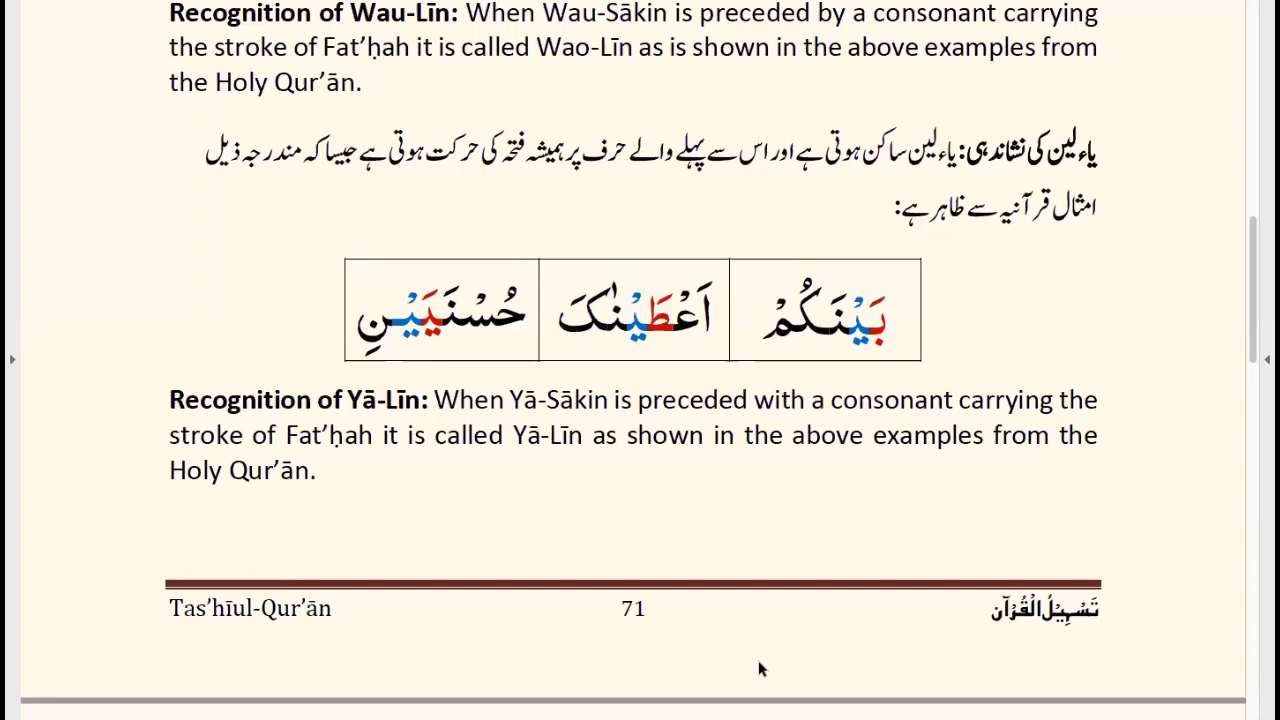 Recognition of Wau-Līn: When Wau-Sākin is preceded by a consonant carrying
the stroke of Fat’ḥah it is called Wao-Līn as is shown in the above examples from
the Holy Qur’ān.
یاء لین کی نشاندہی: یاء لین ساکن ہوتی ہے اور اس سے پہلے والے حرف پر ہمیشہ فتحہ کی حرکت ہوتی ہے جیسا کہ مندرجہ ذیل
امثال قرآنیہ سے ظاہر ہے:
بَيْنَكُمْ اَعْطَيْنٰکَ حُسْنَيَيْنِ
Recognition of Yā-Līn: When Yā-Sākin is preceded with a consonant carrying the
stroke of Fat’ḥah it is called Yā-Līn as shown in the above examples from the
Holy Qur’ān.
Tas’hīul-Qur’ān 71 تَسْہِيْلُ الْقُرْآن